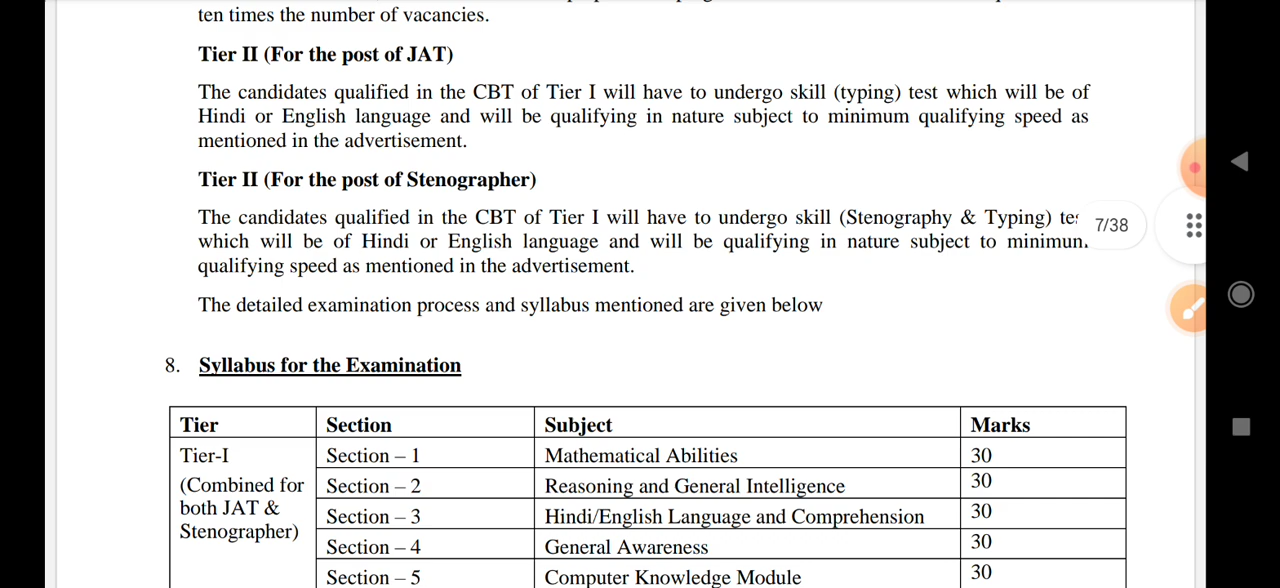 ten times the number of vacancies.
Tier II (For the post of JAT)
The candidates qualified in the CBT of Tier I will have to undergo skill (typing) test which will be of
Hindi or English language and will be qualifying in nature subject to minimum qualifying speed as
mentioned in the advertisement.
Tier II (For the post of Stenographer)
The candidates qualified in the CBT of Tier I will have to undergo skill (Stenography & Typing)
7/38
which will be of Hindi or English language and will be qualifying in nature subject to
qualifying speed as mentioned in the advertisement.
The detailed examination process and syllabus mentioned are given below
8. Syllabus for the Examination
Tier Section Subject Marks
Tier-I Section – 1 Mathematical Abilities 30
(Combined for Section – 2 Reasoning and General Intelligence 30
both JAT & Section – 3 Hindi/English Language and Comprehension 30
Stenographer) Section – 4 General Awareness 30
Section – 5 Computer Knowledge Module 30